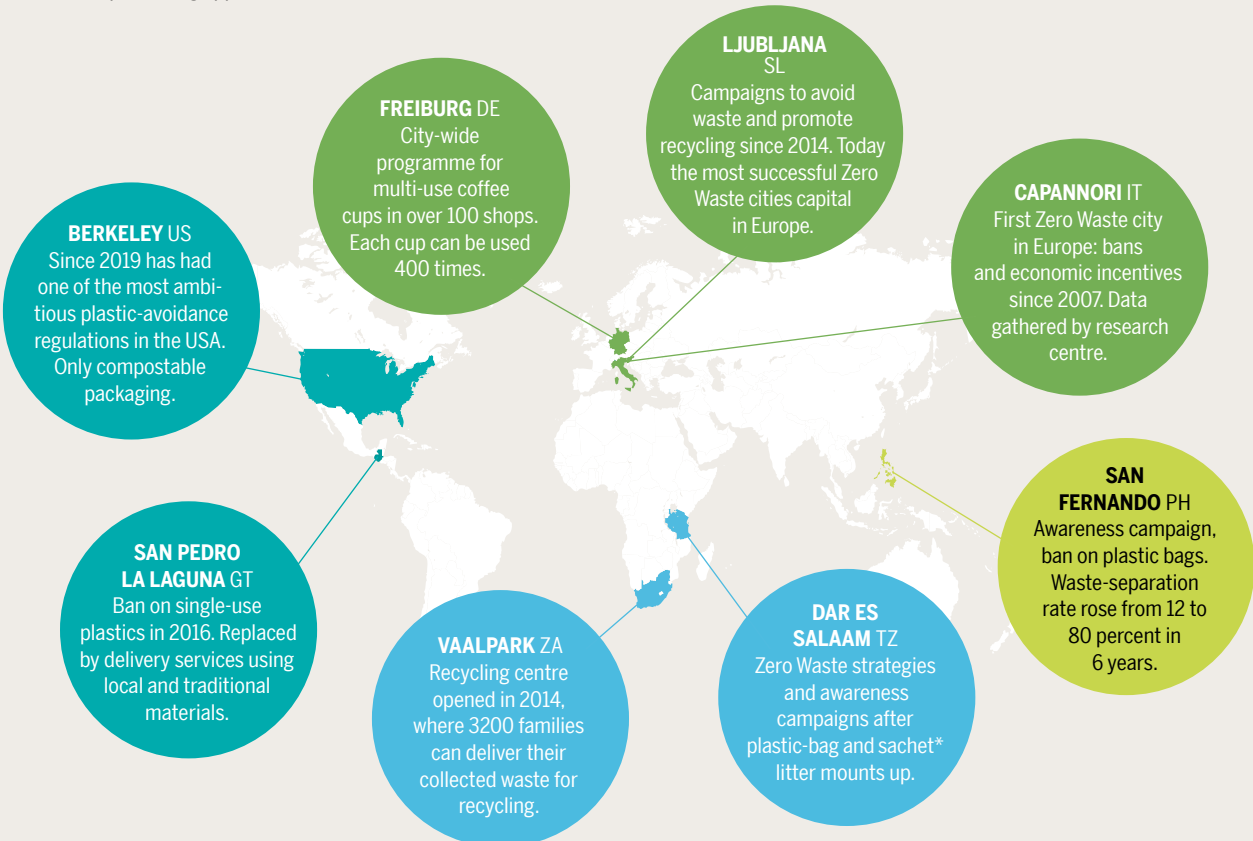 LJUBLJANA
SL
Campaigns to avoid
waste and promote
recycling since 2014. Today
the most successful Zero
Waste cities capital
in Europe.
FREIBURG DE
City-wide
programme for
multi-use coffee
cups in over 100 shops.
Each cup can be used
400 times.
CAPANNORI IT
First Zero Waste city
in Europe: bans
and economic incentives
since 2007. Data
gathered by research
centre.
BERKELEY US
Since 2019 has had
one of the most ambi-
tious plastic-avoidance
regulations in the USA.
Only compostable
packaging.
SAN
FERNANDO PH
Awareness campaign,
ban on plastic bags.
Waste-separation
rate rose from 12 to
80 percent in
6 years.
SAN PEDRO
LA LAGUNA GT
Ban on single-use
plastics in 2016. Replaced
by delivery services using
local and traditional
materials.
VAALPARK ZA
Recycling centre
opened in 2014,
where 3200 families
can deliver their
collected waste for
recycling.
DAR ES
SALAAM TZ
Zero Waste strategies
and awareness
campaigns after
plastic-bag and sachet*
litter mounts up.